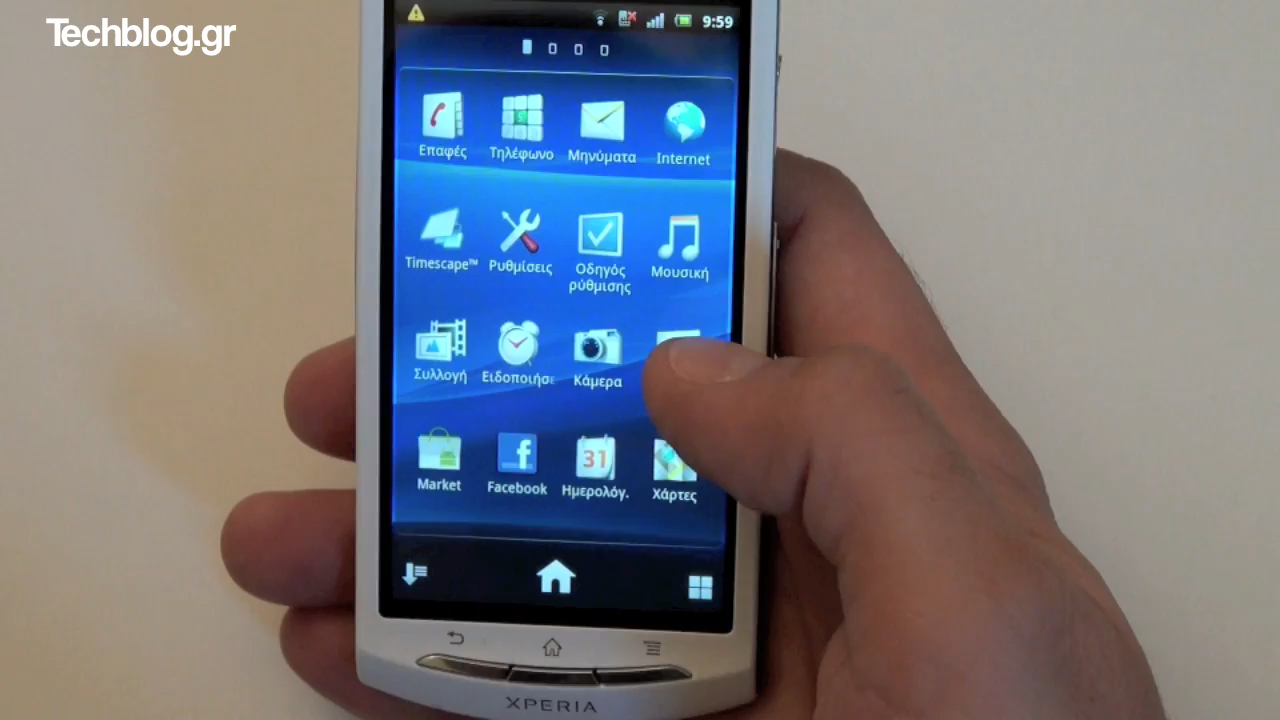 Techblog.gr
9:59
Επαφές
Τηλέφωνο
Μηνύματα
Internet
Timescape™
Ρυθμίσεις
Οδηγός
ρύθμισης
Μουσική
Συλλογή
Ειδοποιήσε
Κάμερα
31
Market
Facebook
Ημερολόγ.
Χάρτες
XPERIA